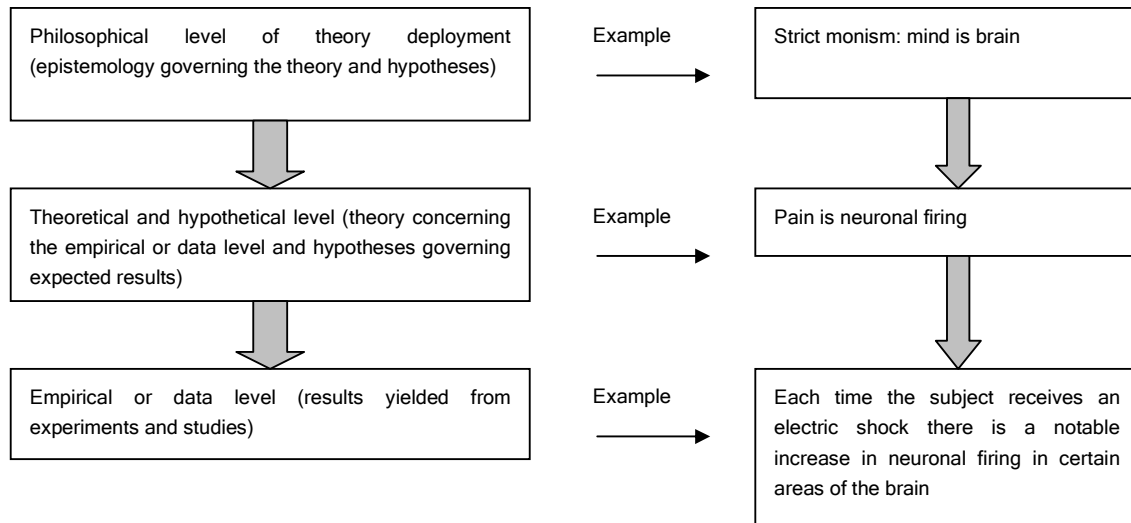 Philosophical level of theory deployment
(epistemology governing the theory and hypotheses)
Example
Strict monism: mind is brain
Theoretical and hypothetical level (theory concerning
the empirical or data level and hypotheses governing
expected results)
Example
Pain is neuronal firing
Empirical or data level (results yielded from
experiments and studies)
Example
Each time the subject receives an
electric shock there is a notable
increase in neuronal firing in certain
areas of the brain